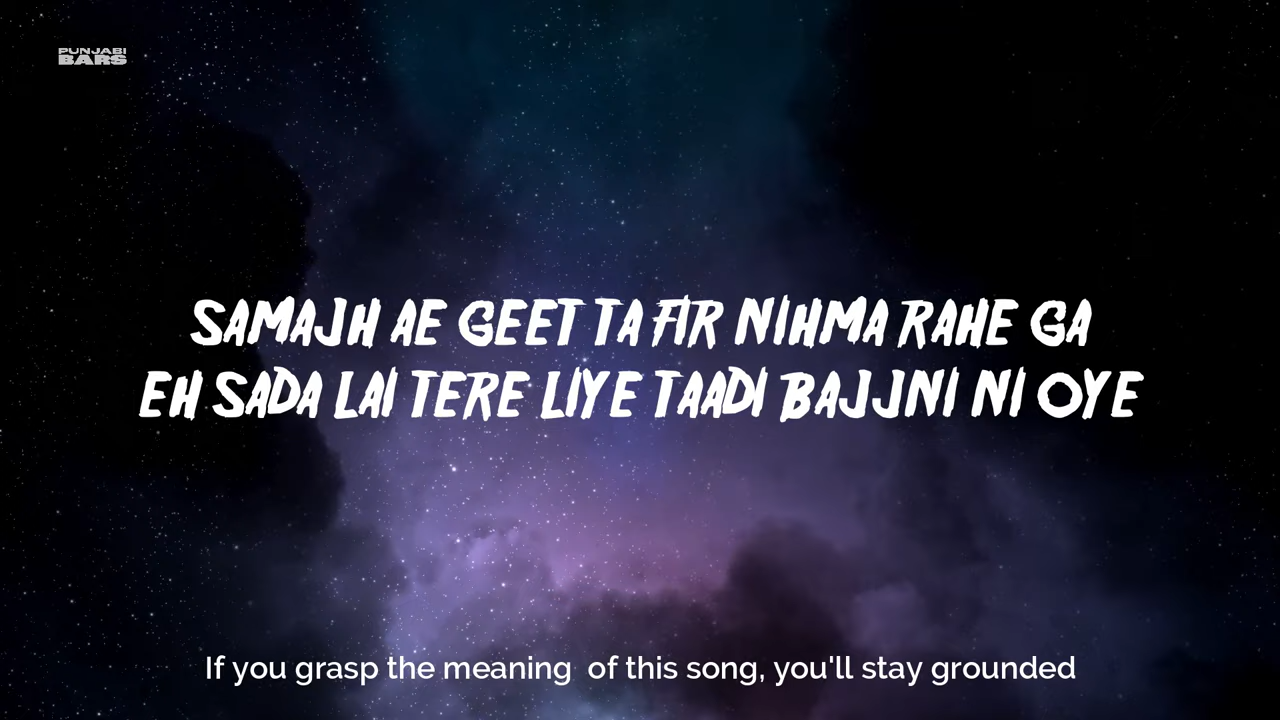 PUNJABI
BARS
SAMAJH AE GEET TA FIR NIHMA RAHE GA
EH SADA LAI TERE LIYE TAADI BAJJNI NI OYE
If you grasp the meaning  of this song, you'll stay grounded